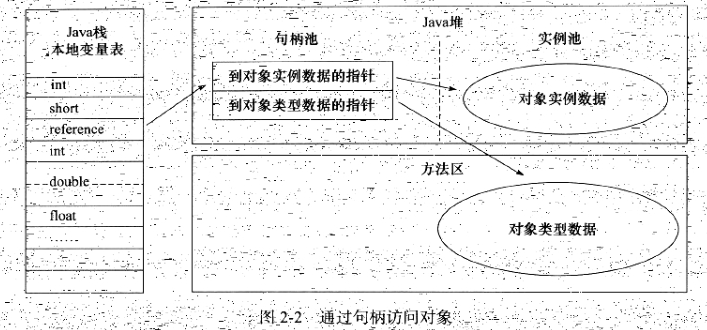 Java栈
本地变量表
int
short
reference
int
double
float
……
Java堆
句柄池
实例池
到对象实例数据的指针
到对象类型数据的指针
对象实例数据
方法区
对象类型数据
图2-2 通过句柄访问对象